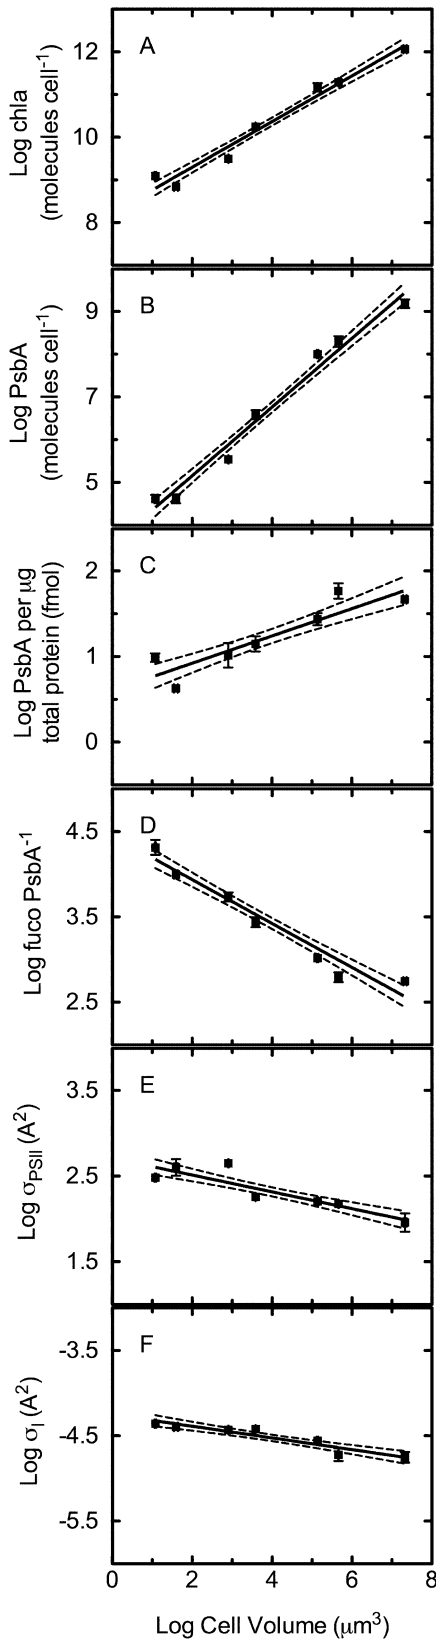 A
Log chla
(molecules cell⁻¹)
12
10
8
B
Log PsbA
(molecules cell⁻¹)
9
7
5
C
Log PsbA per μg
total protein (fmol)
2
1
0
D
Log fuco PsbA⁻¹
4.5
3.5
2.5
E
Log σPSII (A²)
3.5
2.5
1.5
F
Log σI (A²)
-3.5
-4.5
-5.5
0 2 4 6 8
Log Cell Volume (μm³)